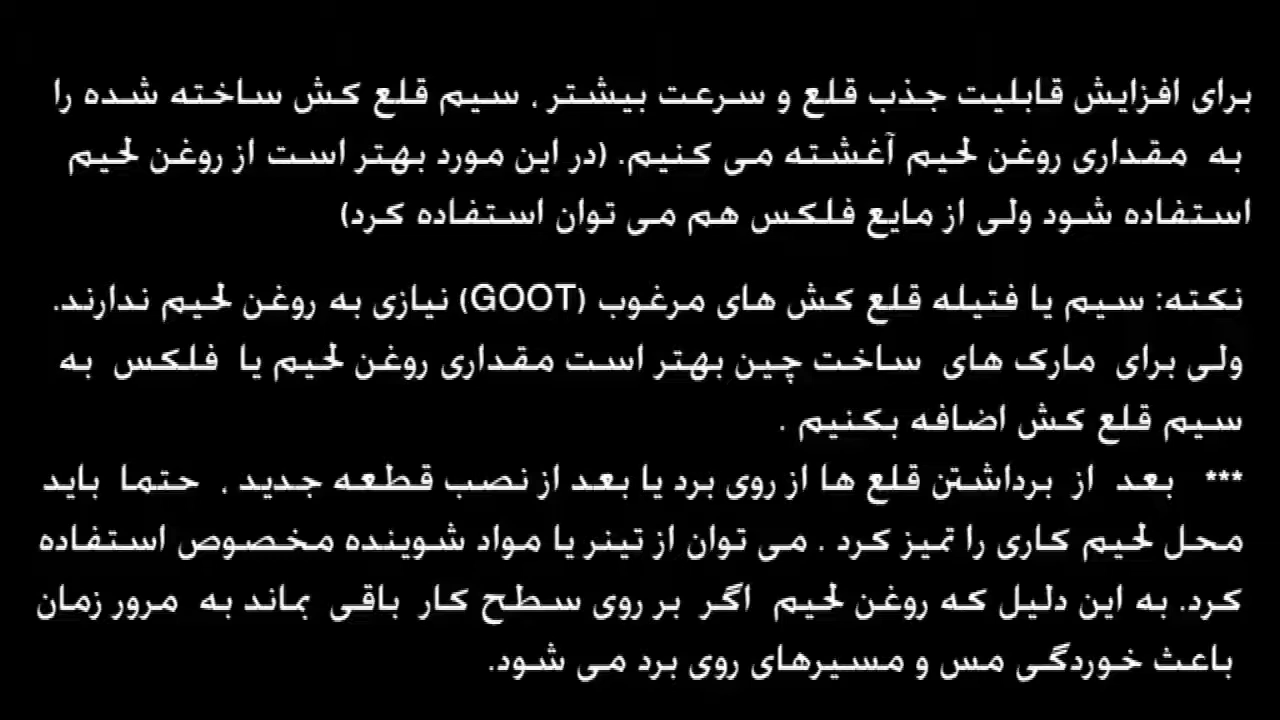 برای افزایش قابلیت جذب قلع و سرعت بیشتر ، سیم قلع کش ساخته شده را
به مقداری روغن لحیم آغشته می کنیم. (در این مورد بهتر است از روغن لحیم
استفاده شود ولی از مایع فلکس هم می توان استفاده کرد)
نکته: سیم یا فتیله قلع کش های مرغوب (GOOT) نیازی به روغن لحیم ندارند.
ولی برای مارک های ساخت چین بهتر است مقداری روغن لحیم یا فلکس به
سیم قلع کش اضافه بکنیم .
*** بعد از برداشتن قلع ها از روی برد یا بعد از نصب قطعه جدید ، حتما باید
محل لحیم کاری را تمیز کرد . می توان از تینر یا مواد شوینده مخصوص استفاده
کرد. به این دلیل که روغن لحیم اگر بر روی سطح کار باقی بماند به مرور زمان
باعث خوردگی مس و مسیرهای روی برد می شود.